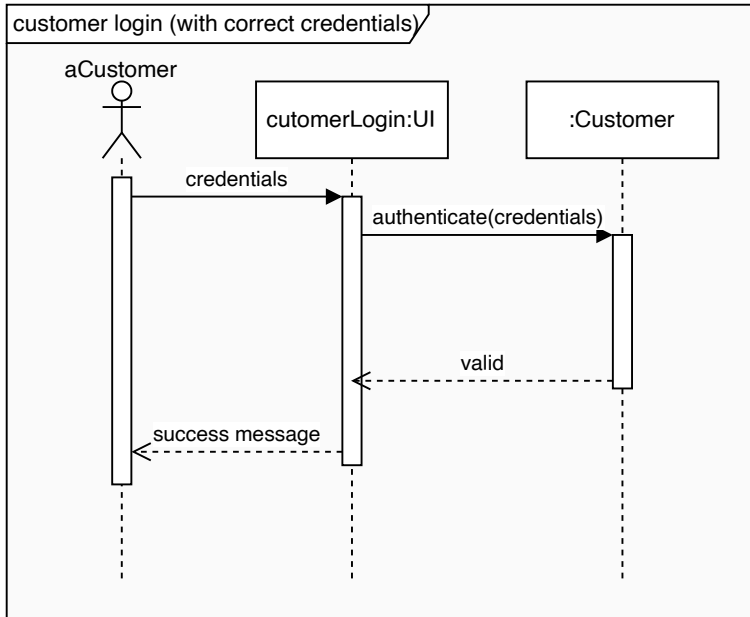 customer login (with correct credentials)
aCustomer
cutomerLogin:UI
:Customer
credentials
authenticate(credentials)
valid
success message